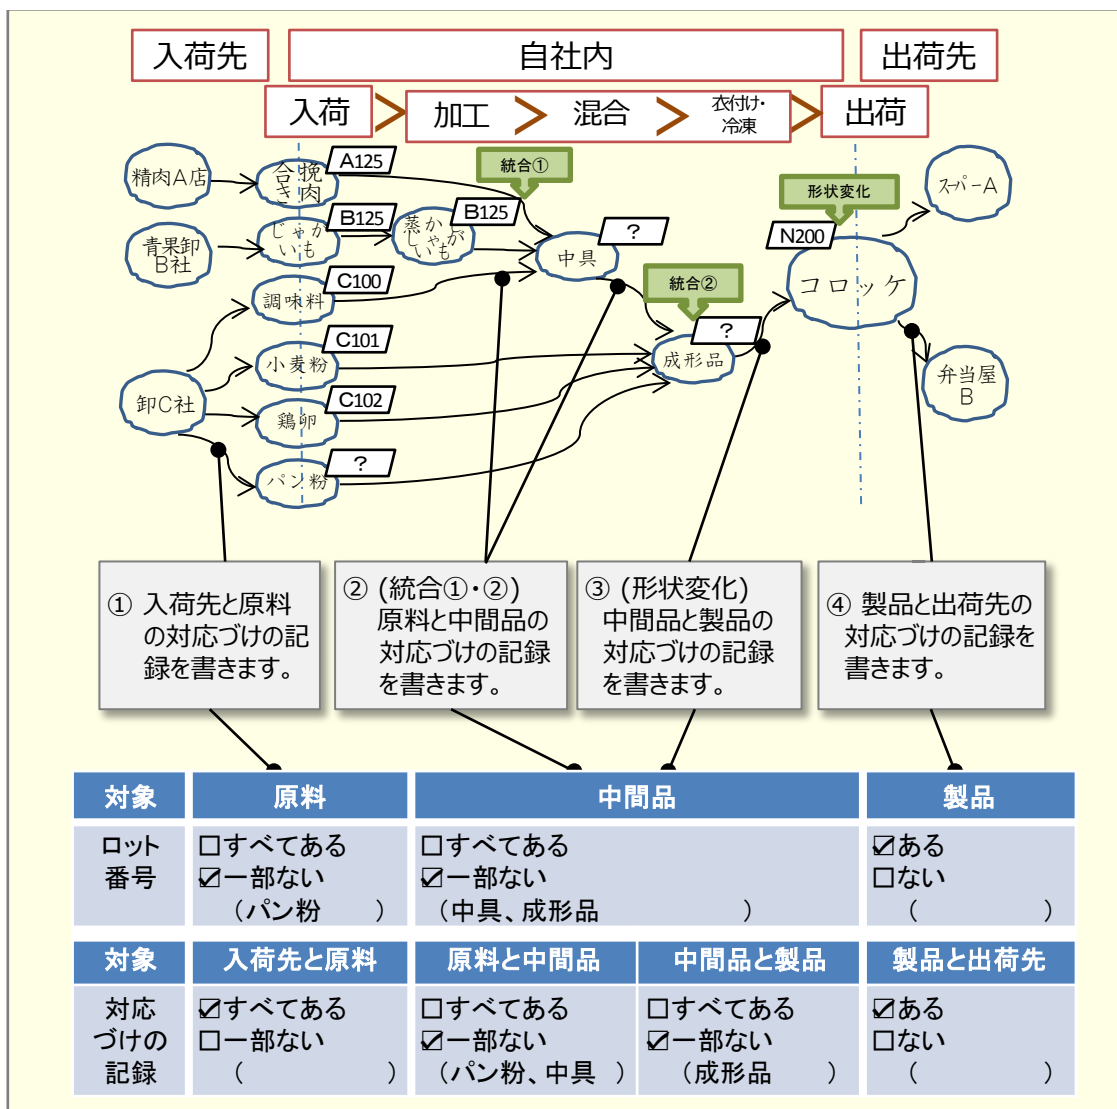 入荷先
自社内
出荷先
入荷
加工
混合
衣付け・
冷凍
出荷
精肉A店
合挽
き肉
A125
統合①
形状変化
スーパーA
青果卸
B社
じゃが
いも
B125
蒸かし
じゃが
いも
B125
中具
?
N200
コロッケ
調味料
C100
統合②
小麦粉
C101
成形品
?
卸C社
鶏卵
C102
弁当屋
B
パン粉
?
① 入荷先と原料
の対応づけの記
録を書きます。
② (統合①・②)
原料と中間品の
対応づけの記録
を書きます。
③ (形状変化)
中間品と製品の
対応づけの記録
を書きます。
④ 製品と出荷先の
対応づけの記録を
書きます。
対象 原料 中間品 製品
ロット
番号
☐すべてある
☑一部ない
(パン粉 )
☐すべてある
☑一部ない
(中具、成形品 )
☑ある
☐ない
( )
対象 入荷先と原料 原料と中間品 中間品と製品 製品と出荷先
対応
づけの
記録
☑すべてある
☐一部ない
( )
☐すべてある
☑一部ない
(パン粉、中具 )
☐すべてある
☑一部ない
(成形品 )
☑ある
☐ない
( )